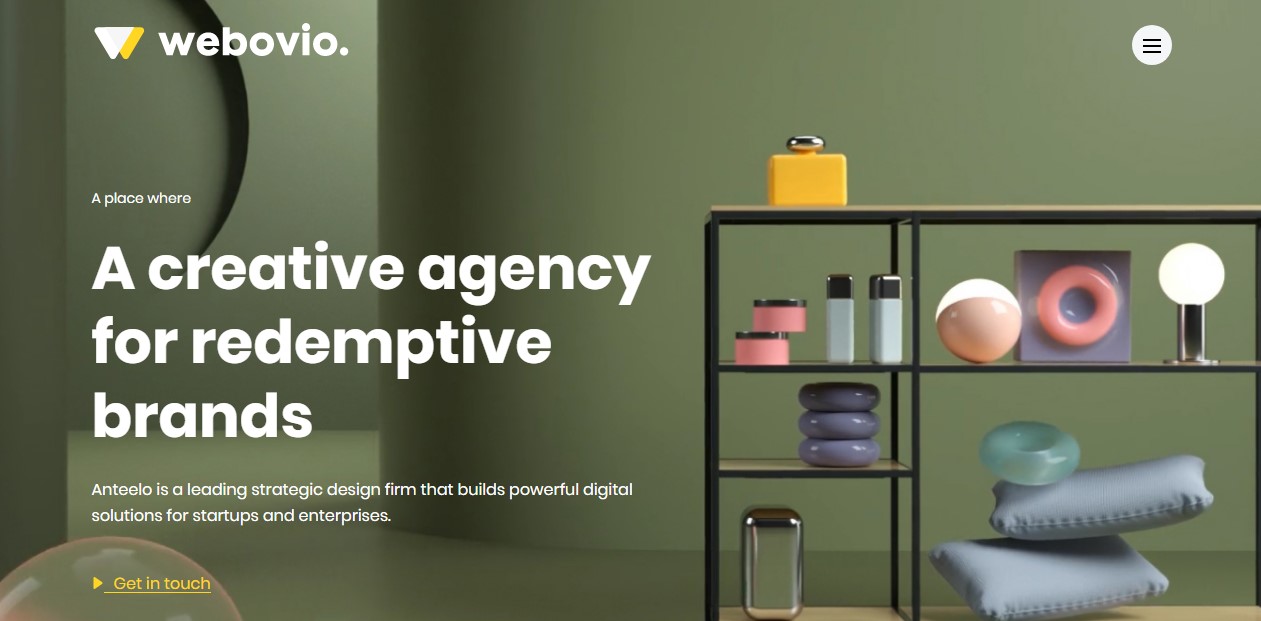 webovio.
A place where
A creative agency
for redemptive
brands
Anteelo is a leading strategic design firm that builds powerful digital
solutions for startups and enterprises.
Get in touch